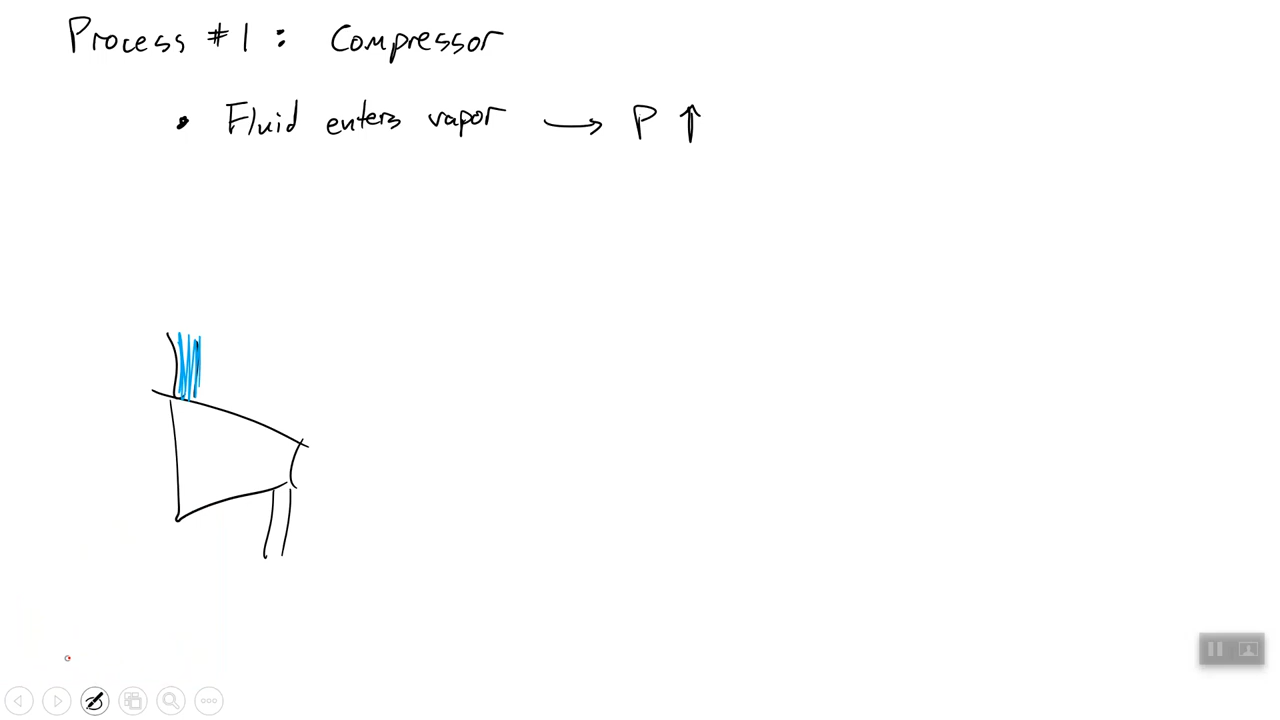 Process #1 : Compressor
• Fluid enters vapor → P ↑